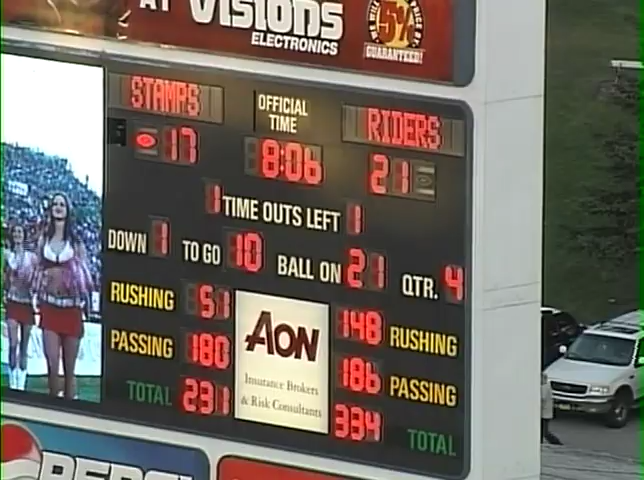 AT VISIONS
ELECTRONICS
5%
GUARANTEED!
STAMPS
OFFICIAL
TIME
RIDERS
17
8:06
21
1 TIME OUTS LEFT 1
DOWN 1 TO GO 10 BALL ON 21 QTR. 4
RUSHING 51
148 RUSHING
PASSING 180
186 PASSING
TOTAL 231
334 TOTAL
AON
Insurance Brokers
& Risk Consultants
PEPSI